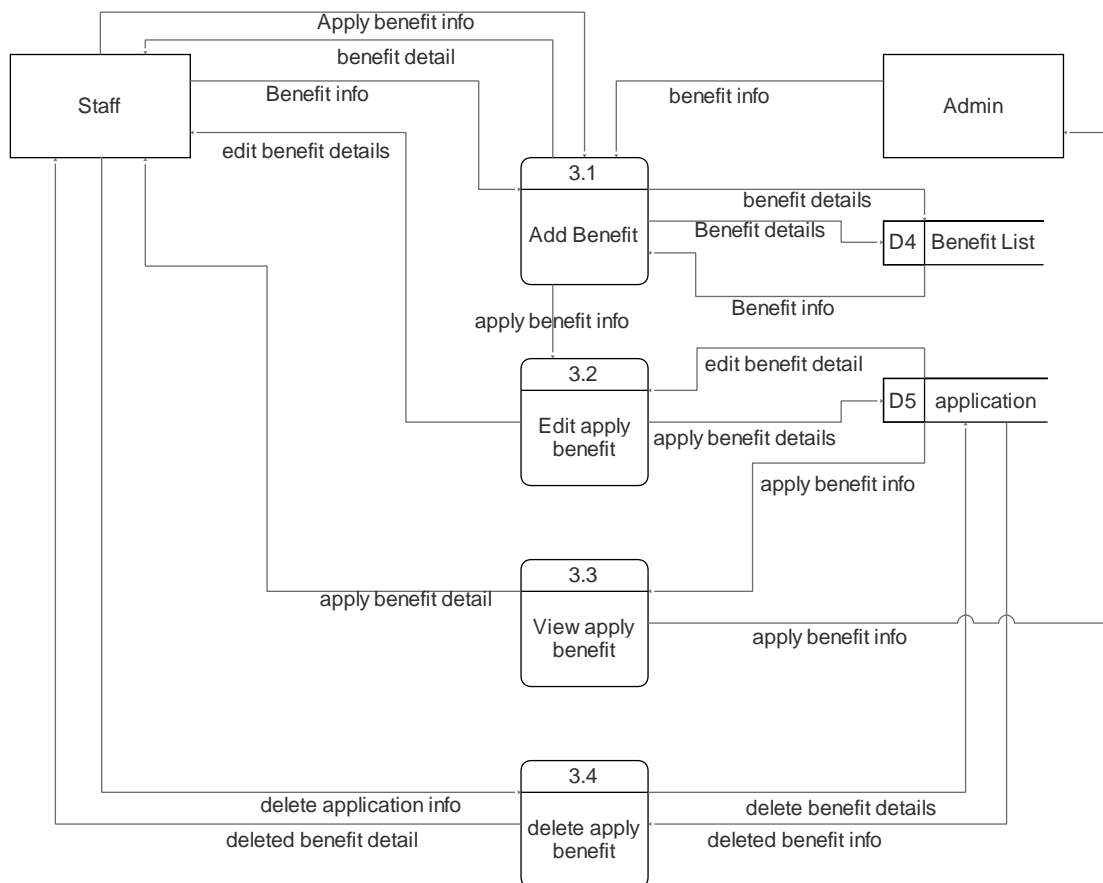 Apply benefit info
benefit detail
Staff
Benefit info
benefit info
Admin
edit benefit details
3.1
Add Benefit
benefit details
Benefit details
D4
Benefit List
Benefit info
apply benefit info
3.2
Edit apply
benefit
edit benefit detail
D5
application
apply benefit details
apply benefit info
3.3
View apply
benefit
apply benefit detail
apply benefit info
3.4
delete apply
benefit
delete application info
deleted benefit detail
delete benefit details
deleted benefit info